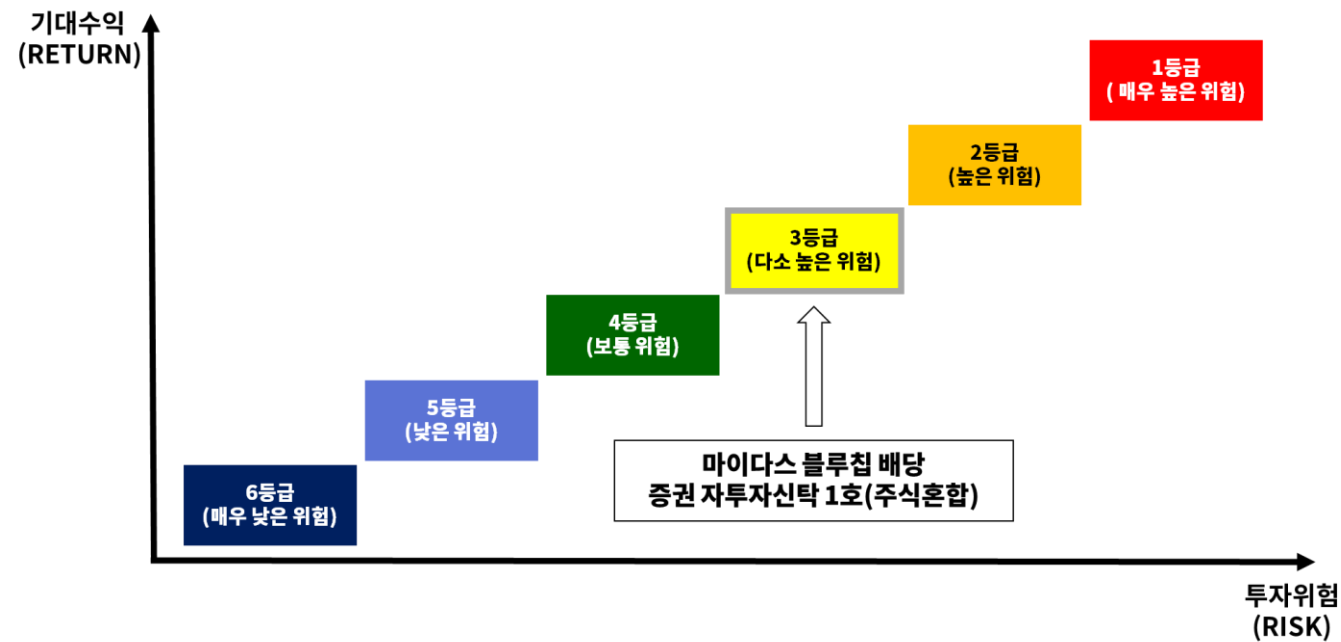 기대수익
(RETURN)
1등급
( 매우 높은 위험)
2등급
(높은 위험)
3등급
(다소 높은 위험)
4등급
(보통 위험)
5등급
(낮은 위험)
6등급
(매우 낮은 위험)
마이다스 블루칩 배당
증권 자투자신탁 1호(주식혼합)
투자위험
(RISK)